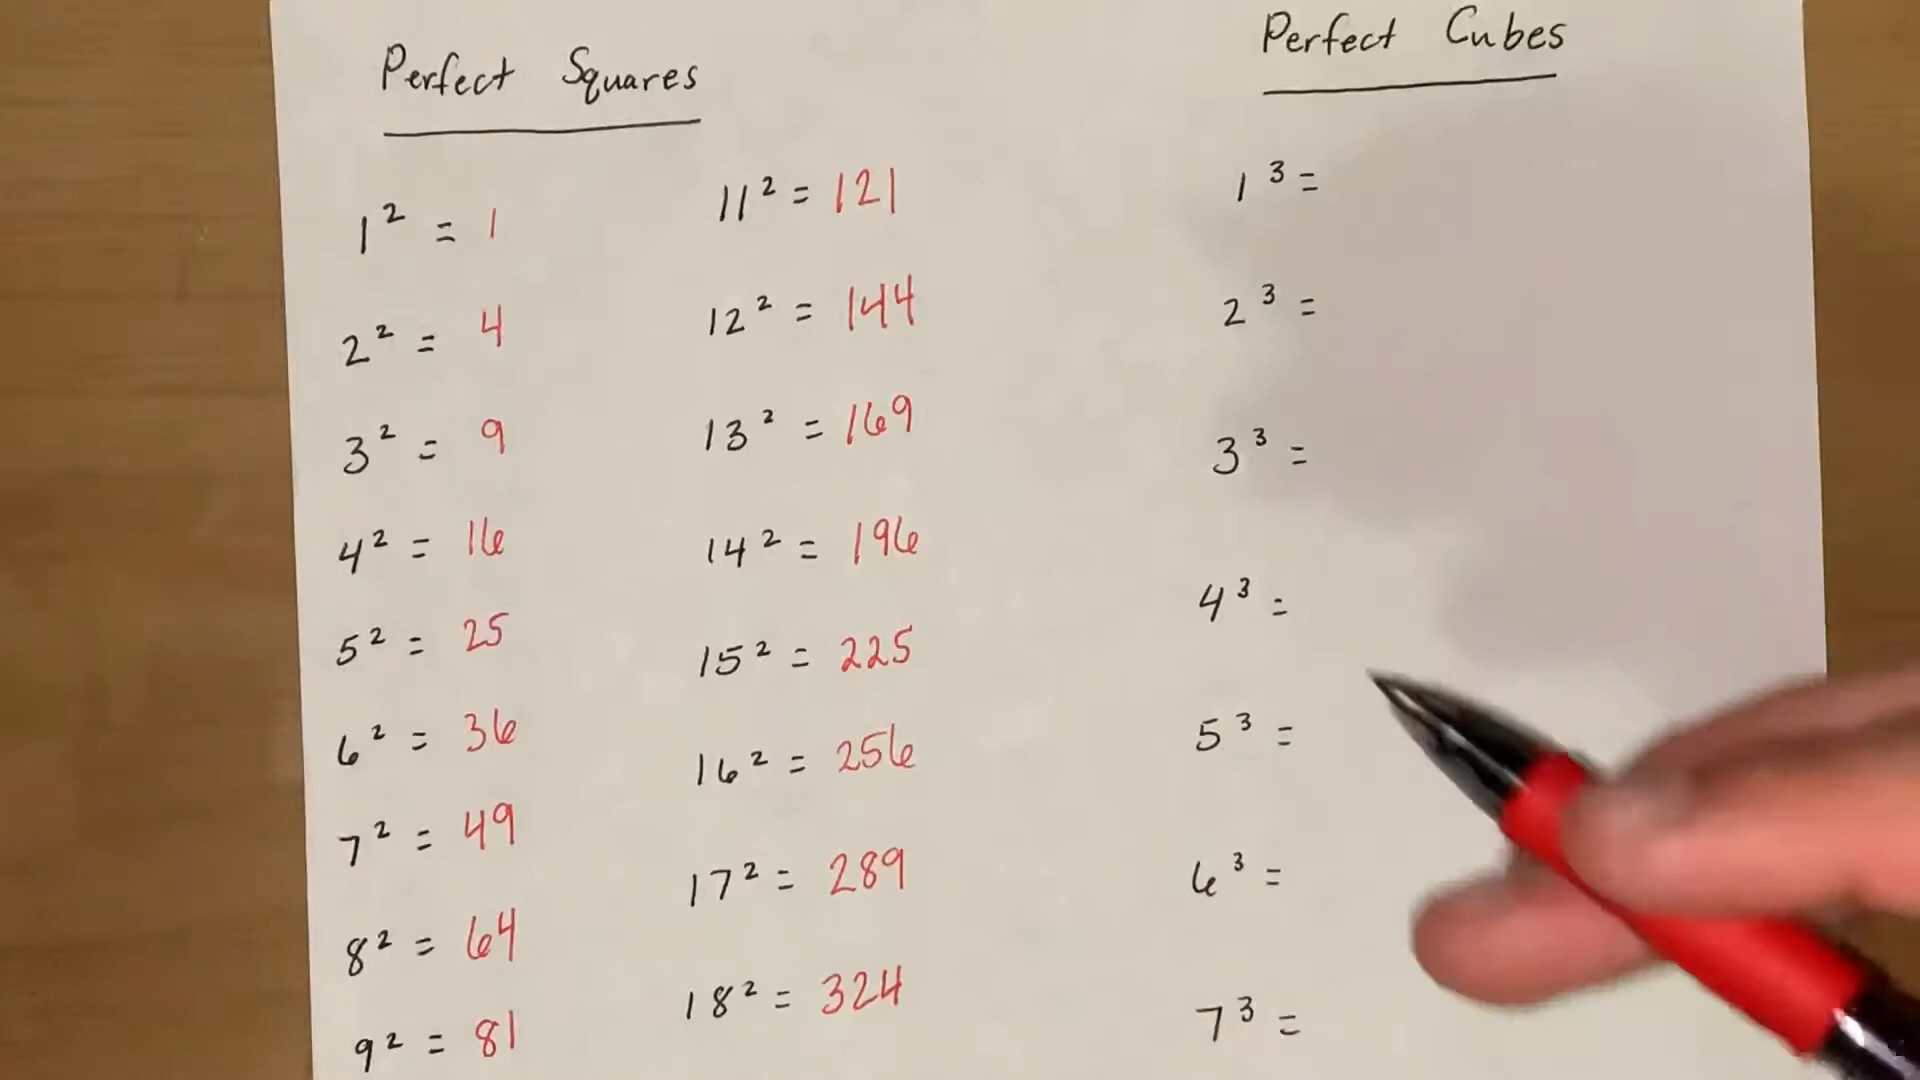 Perfect Squares
1² = 1
2² = 4
3² = 9
4² = 16
5² = 25
6² = 36
7² = 49
8² = 64
9² = 81
11² = 121
12² = 144
13² = 169
14² = 196
15² = 225
16² = 256
17² = 289
18² = 324
Perfect Cubes
1³ =
2³ =
3³ =
4³ =
5³ =
6³ =
7³ =